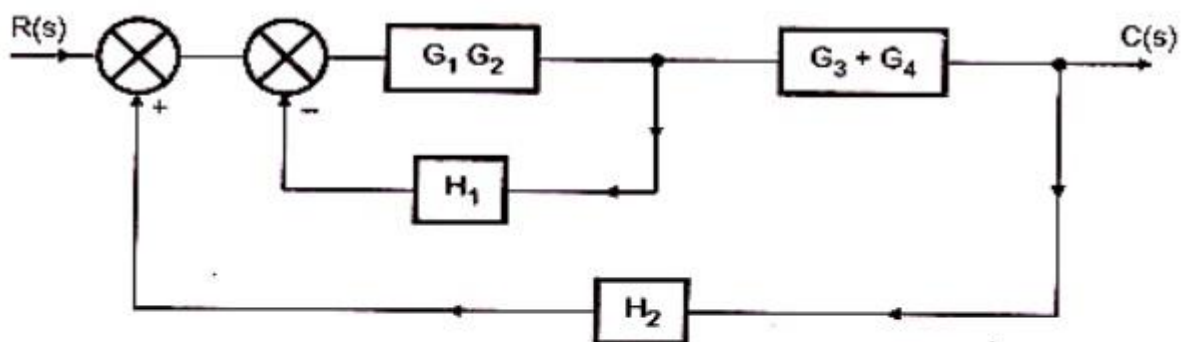 R(s)
G₁ G₂
G₃ + G₄
C(s)
+
−
H₁
H₂